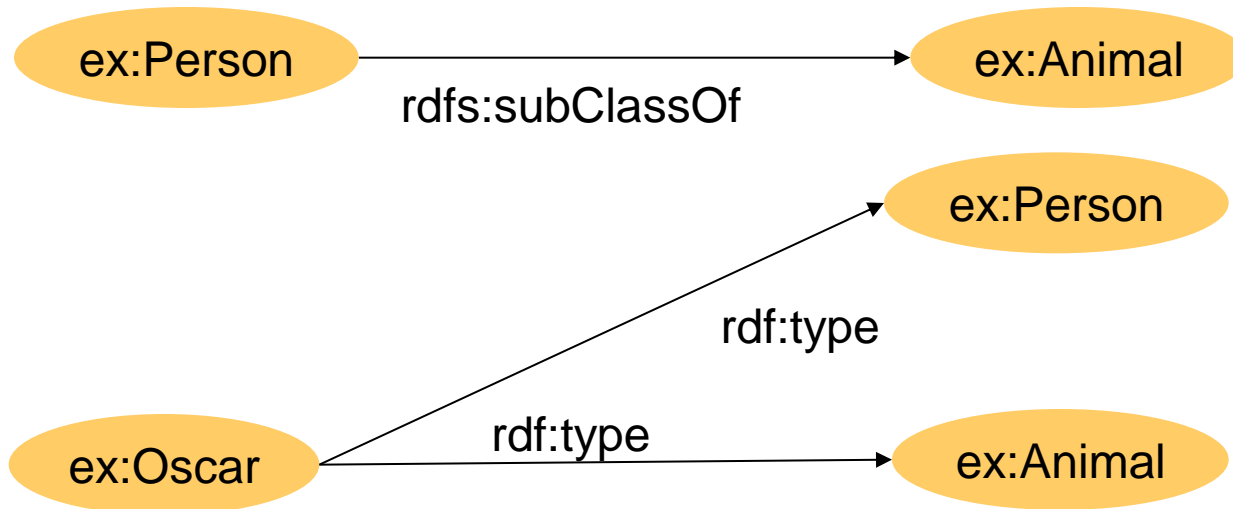 ex:Person
ex:Animal
rdfs:subClassOf
ex:Person
rdf:type
rdf:type
ex:Oscar
ex:Animal